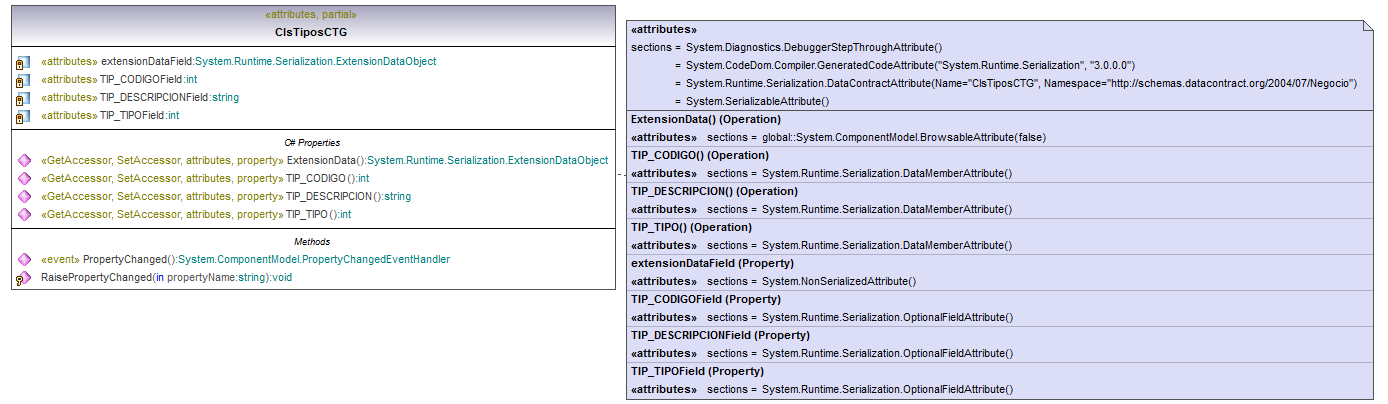 «attributes, partial»
ClsTiposCTG
«attributes» extensionDataField:System.Runtime.Serialization.ExtensionDataObject
«attributes» TIP_CODIGOField:int
«attributes» TIP_DESCRIPCIONField:string
«attributes» TIP_TIPOField:int
C# Properties
«GetAccessor, SetAccessor, attributes, property» ExtensionData():System.Runtime.Serialization.ExtensionDataObject
«GetAccessor, SetAccessor, attributes, property» TIP_CODIGO():int
«GetAccessor, SetAccessor, attributes, property» TIP_DESCRIPCION():string
«GetAccessor, SetAccessor, attributes, property» TIP_TIPO():int
Methods
«event» PropertyChanged():System.ComponentModel.PropertyChangedEventHandler
RaisePropertyChanged(in propertyName:string):void
«attributes»
sections = System.Diagnostics.DebuggerStepThroughAttribute()
= System.CodeDom.Compiler.GeneratedCodeAttribute("System.Runtime.Serialization", "3.0.0.0")
= System.Runtime.Serialization.DataContractAttribute(Name="ClsTiposCTG", Namespace="http://schemas.datacontract.org/2004/07/Negocio")
= System.SerializableAttribute()
ExtensionData() (Operation)
«attributes» sections = global::System.ComponentModel.BrowsableAttribute(false)
TIP_CODIGO() (Operation)
«attributes» sections = System.Runtime.Serialization.DataMemberAttribute()
TIP_DESCRIPCION() (Operation)
«attributes» sections = System.Runtime.Serialization.DataMemberAttribute()
TIP_TIPO() (Operation)
«attributes» sections = System.Runtime.Serialization.DataMemberAttribute()
extensionDataField (Property)
«attributes» sections = System.NonSerializedAttribute()
TIP_CODIGOField (Property)
«attributes» sections = System.Runtime.Serialization.OptionalFieldAttribute()
TIP_DESCRIPCIONField (Property)
«attributes» sections = System.Runtime.Serialization.OptionalFieldAttribute()
TIP_TIPOField (Property)
«attributes» sections = System.Runtime.Serialization.OptionalFieldAttribute()